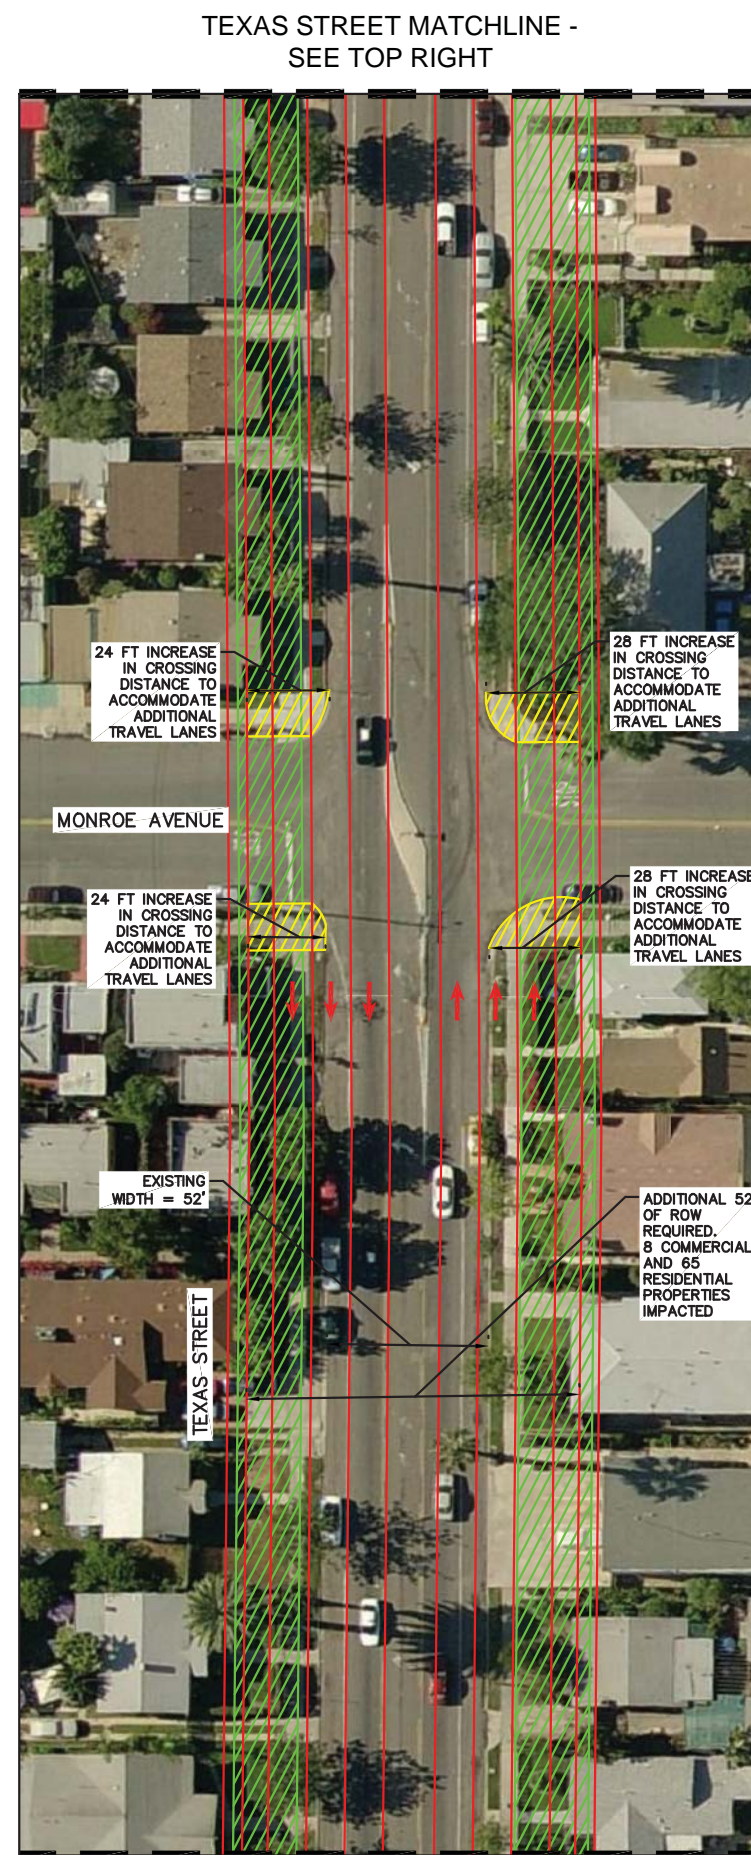 TEXAS STREET MATCHLINE -
SEE TOP RIGHT
24 FT INCREASE
IN CROSSING
DISTANCE TO
ACCOMMODATE
ADDITIONAL
TRAVEL LANES
28 FT INCREASE
IN CROSSING
DISTANCE TO
ACCOMMODATE
ADDITIONAL
TRAVEL LANES
MONROE AVENUE
24 FT INCREASE
IN CROSSING
DISTANCE TO
ACCOMMODATE
ADDITIONAL
TRAVEL LANES
28 FT INCREASE
IN CROSSING
DISTANCE TO
ACCOMMODATE
ADDITIONAL
TRAVEL LANES
EXISTING
WIDTH = 52'
ADDITIONAL 52
OF ROW
REQUIRED.
8 COMMERCIAL
AND 65
RESIDENTIAL
PROPERTIES
IMPACTED
TEXAS STREET